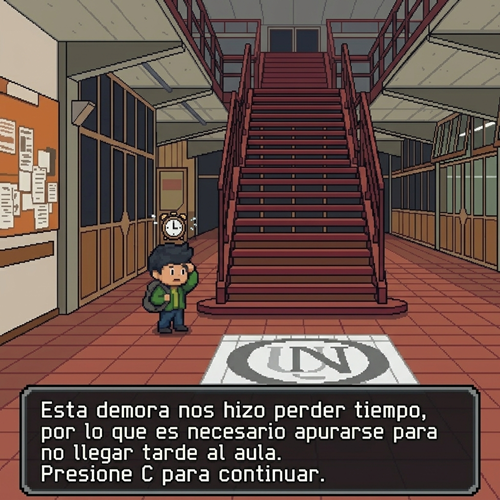 UNC
Esta demora nos hizo perder tiempo,
por lo que es necesario apurarse para
no llegar tarde al aula.
Presione C para continuar.